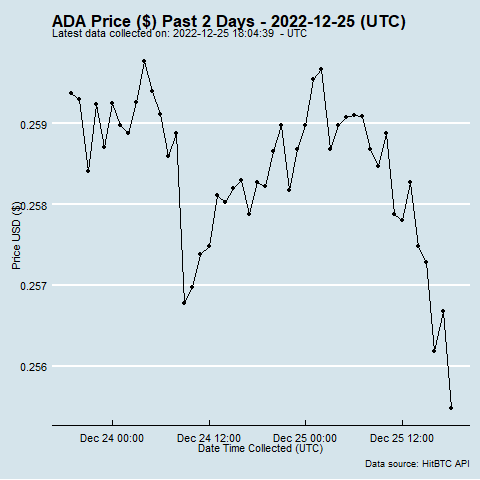 ADA Price ($) Past 2 Days - 2022-12-25 (UTC)
Latest data collected on: 2022-12-25 18:04:39  - UTC
0.259
0.258
0.257
0.256
Price USD ($)
Dec 24 00:00
Dec 24 12:00
Dec 25 00:00
Dec 25 12:00
Date Time Collected (UTC)
Data source: HitBTC API